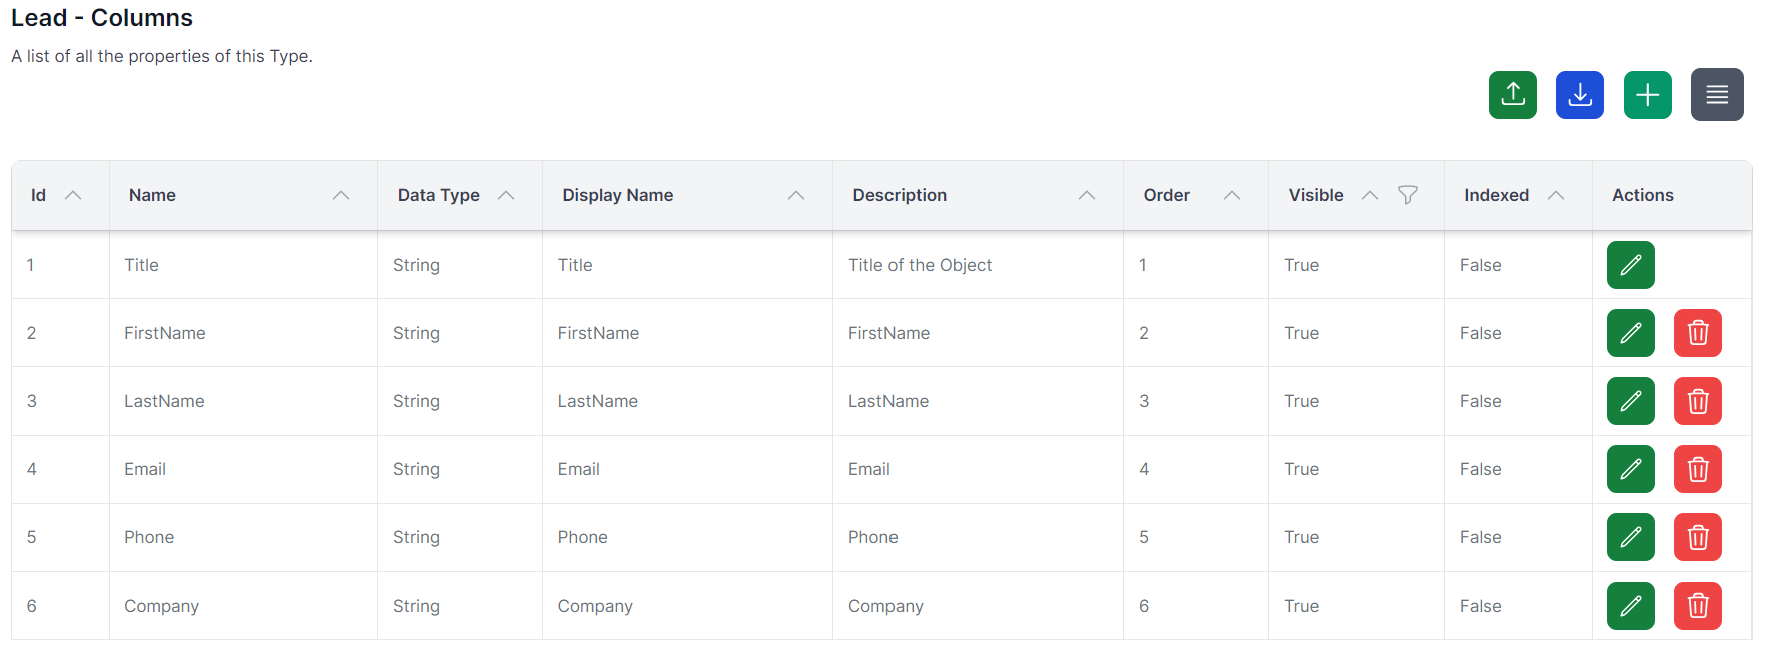 Lead - Columns
A list of all the properties of this Type.
Id Name Data Type Display Name Description Order Visible Indexed Actions
1 Title String Title Title of the Object 1 True False
2 FirstName String FirstName FirstName 2 True False
3 LastName String LastName LastName 3 True False
4 Email String Email Email 4 True False
5 Phone String Phone Phone 5 True False
6 Company String Company Company 6 True False